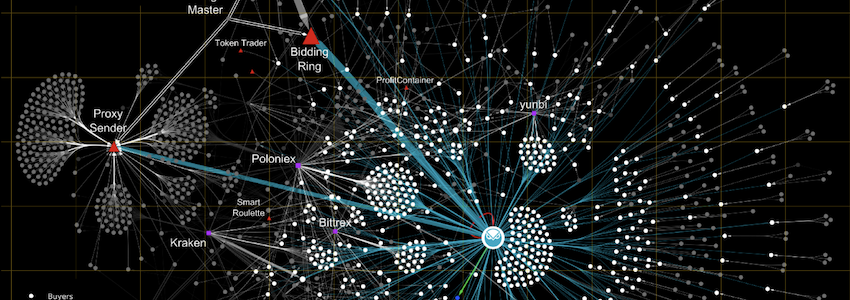 Master
Token Trader
Bidding
Ring
ProfitContainer
yunbi
Proxy
Sender
Poloniex
Smart
Roulette
Bittrex
Kraken
Buyers